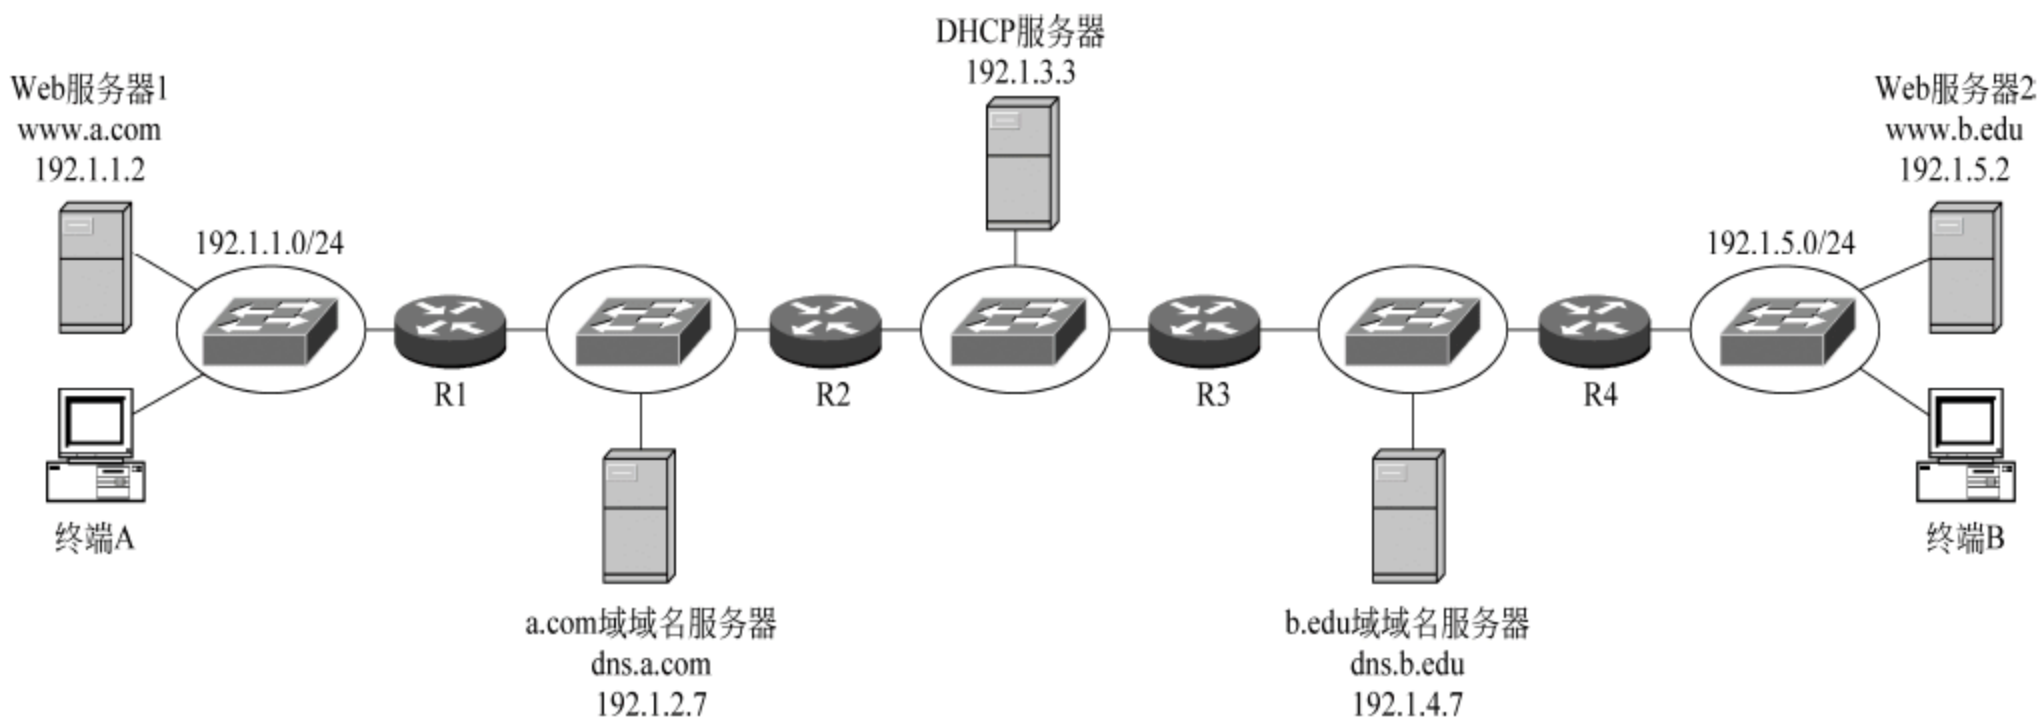 DHCP服务器
192.1.3.3
Web服务器1
www.a.com
192.1.1.2
Web服务器2
www.b.edu
192.1.5.2
192.1.1.0/24
192.1.5.0/24
R1
R2
R3
R4
终端A
终端B
a.com域域名服务器
dns.a.com
192.1.2.7
b.edu域域名服务器
dns.b.edu
192.1.4.7